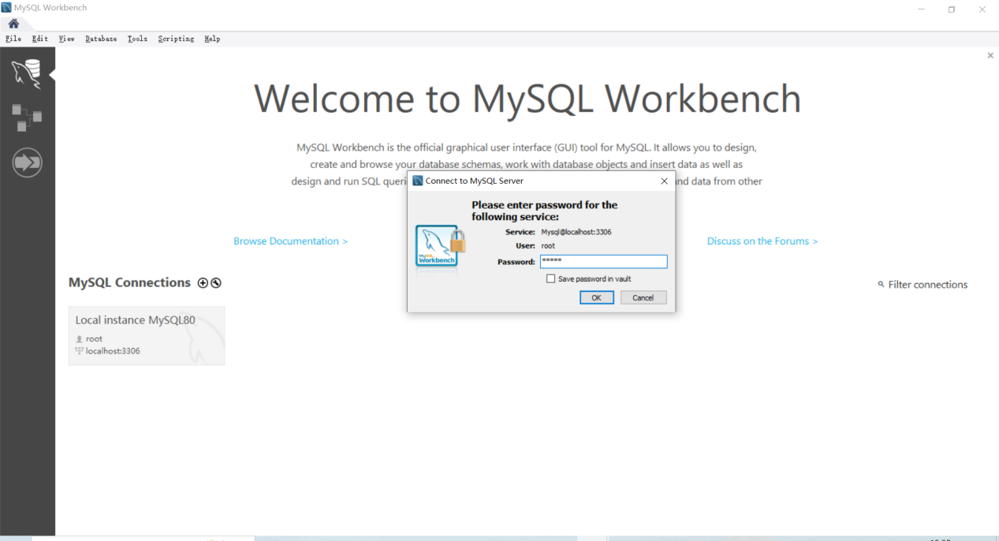 MySQL Workbench
File Edit View Database Tools Scripting Help
Welcome to MySQL Workbench
MySQL Workbench is the official graphical user interface (GUI) tool for MySQL. It allows you to design,
create and browse your database schemas, work with database objects and insert data as well as
design and run SQL queri
nd data from other
Connect to MySQL Server
Please enter password for the
following service:
Service: Mysql@localhost:3306
User: root
Password: *****
Save password in vault
OK Cancel
MySQL
Workbench
Browse Documentation >
Discuss on the Forums >
MySQL Connections
Filter connections
Local instance MySQL80
root
localhost:3306